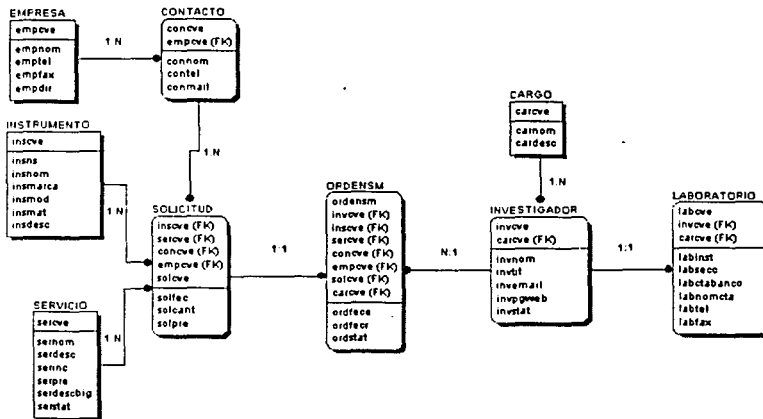 EMPRESA
empcve
empnom
emptel
empfax
empdir
1:N
CONTACTO
concve
empcve (FK)
connom
contel
conmail
1:N
INSTRUMENTO
inscve
insns
insnom
insmarca
insmod
insmat
insdesc
1:N
SERVICIO
sercve
sernom
serdesc
serinc
serpre
serdescbig
serstat
1:N
SOLICITUD
inscve (FK)
sercve (FK)
concve (FK)
empcve (FK)
solcve
solfec
solcant
solpre
1:1
ORDENSM
ordensm
invcve (FK)
inscve (FK)
sercve (FK)
concve (FK)
empcve (FK)
solcve (FK)
carcve (FK)
ordfece
ordfecr
ordstat
N:1
CARGO
carcve
carnom
cardesc
1:N
INVESTIGADOR
invcve
carcve (FK)
invnom
invtit
invemail
invpgweb
invstat
1:1
LABORATORIO
labcve
invcve (FK)
carcve (FK)
labinst
labsecc
labctabanco
labnomcta
labtel
labfax